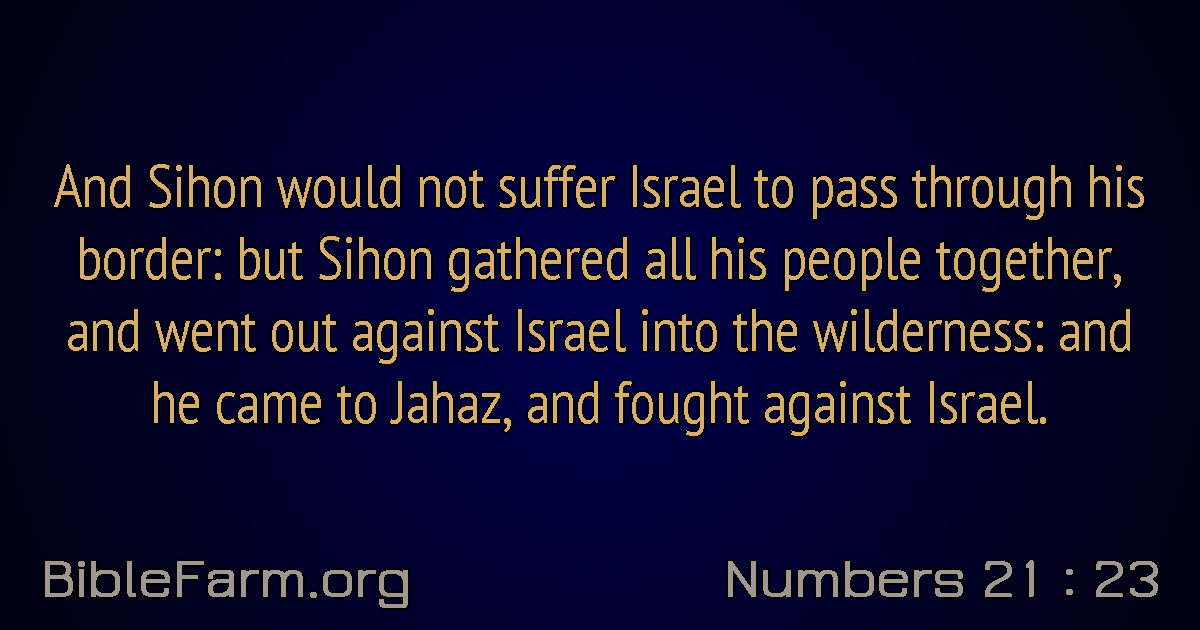 And Sihon would not suffer Israel to pass through his
border: but Sihon gathered all his people together,
and went out against Israel into the wilderness: and
he came to Jahaz, and fought against Israel.
BibleFarm.org
Numbers 21 : 23